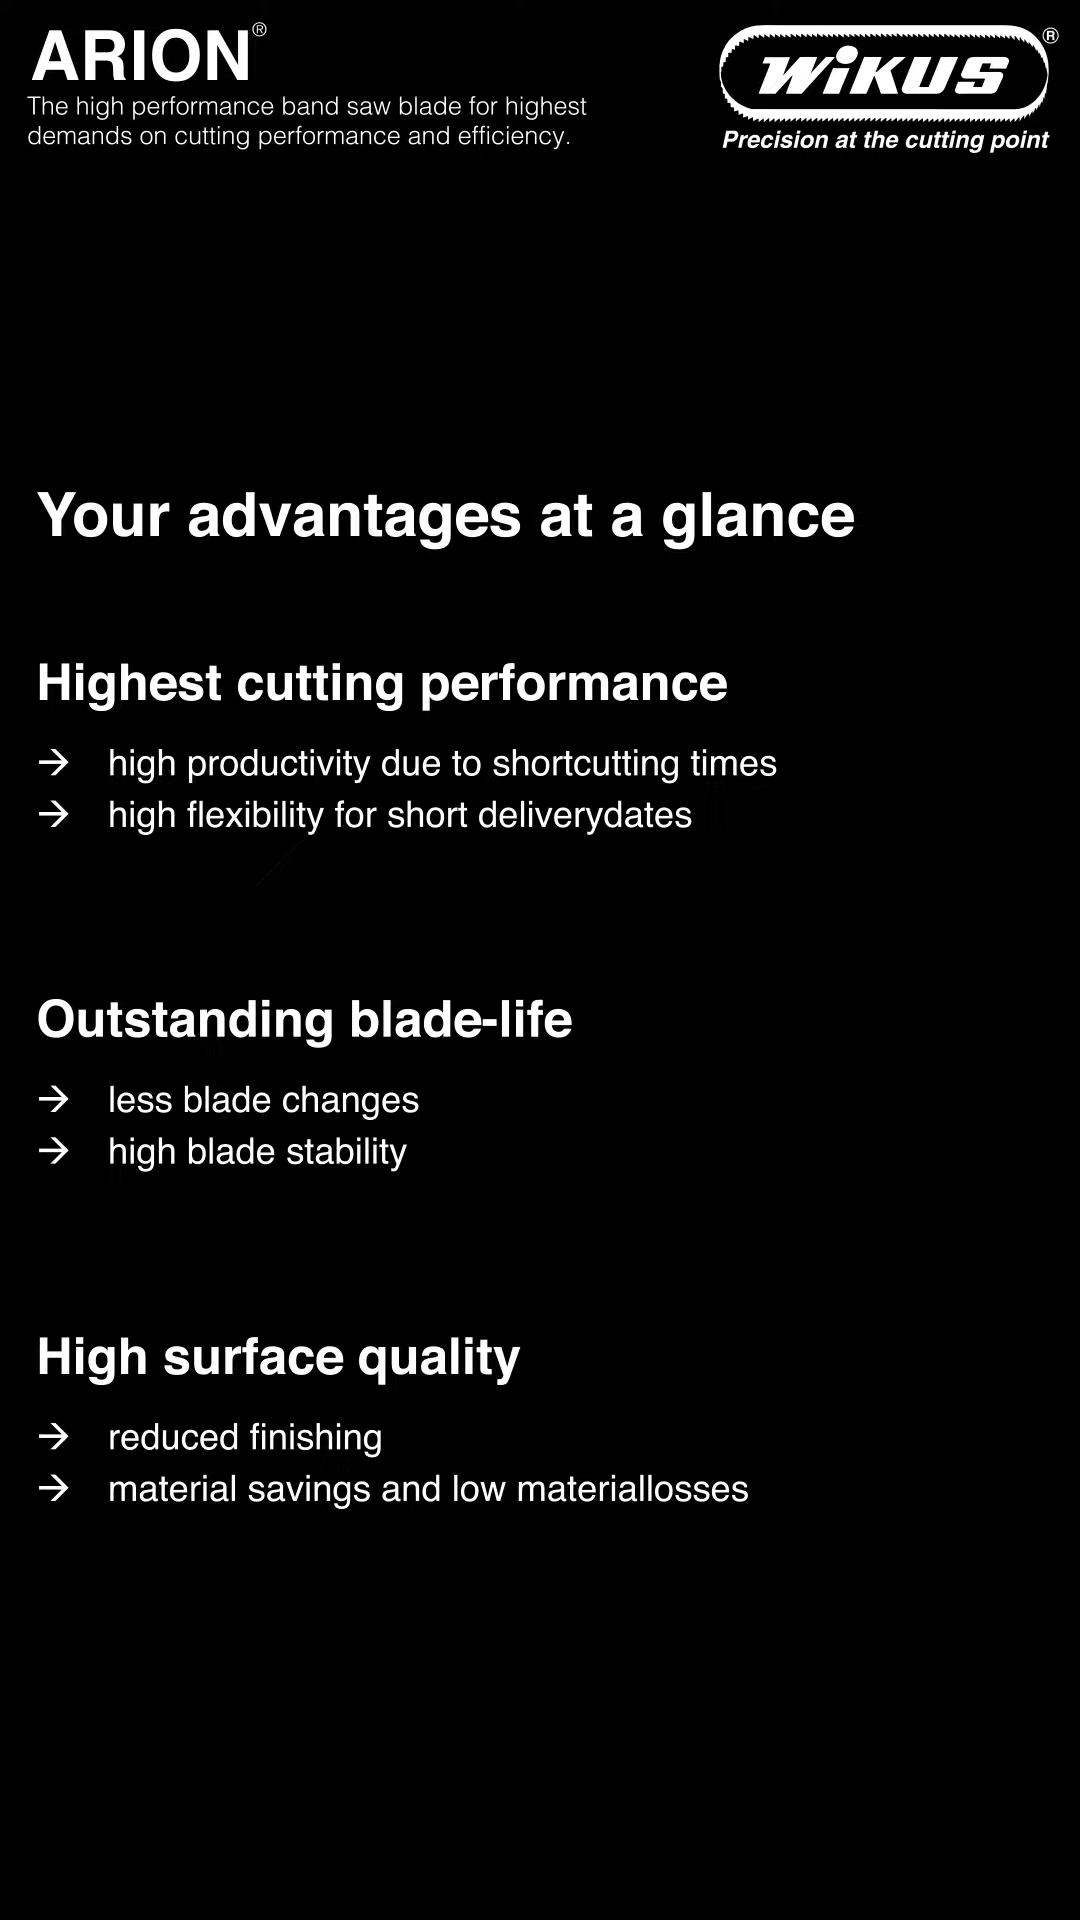 ARION®
The high performance band saw blade for highest
demands on cutting performance and efficiency.
WiKUS®
Precision at the cutting point
Your advantages at a glance
Highest cutting performance
→ high productivity due to shortcutting times
→ high flexibility for short deliverydates
Outstanding blade-life
→ less blade changes
→ high blade stability
High surface quality
→ reduced finishing
→ material savings and low materiallosses